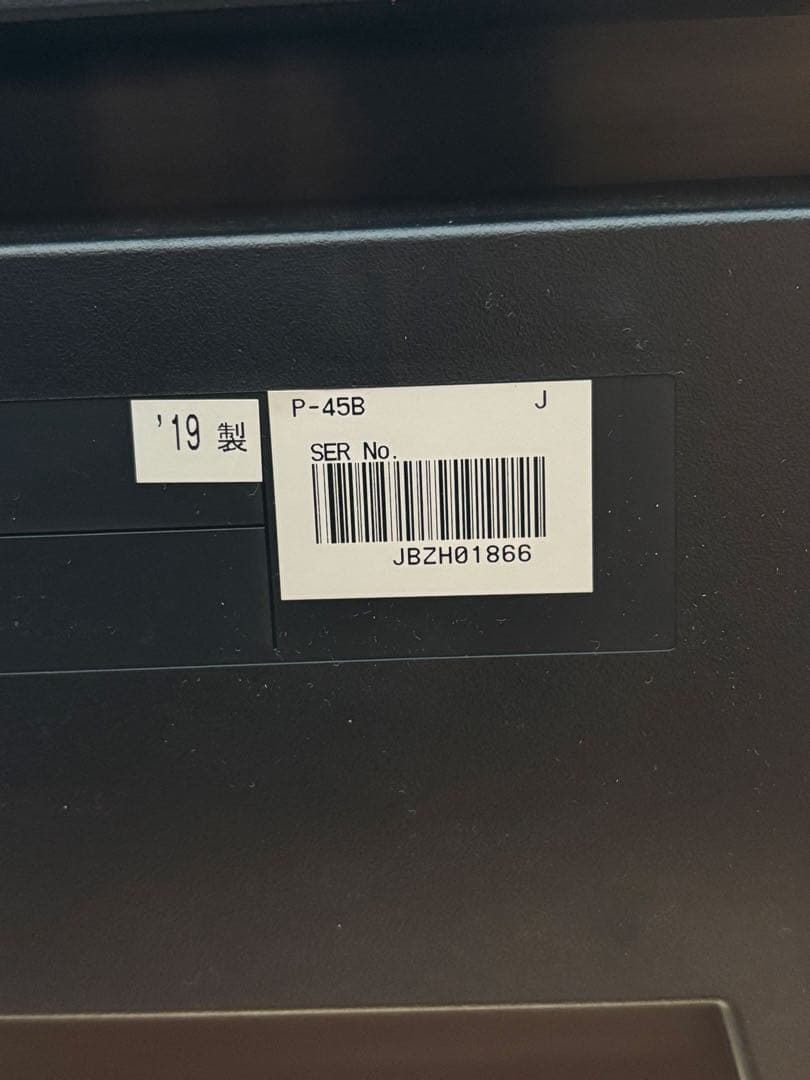 '19 製
P-45B J
SER No.
JBZH01866